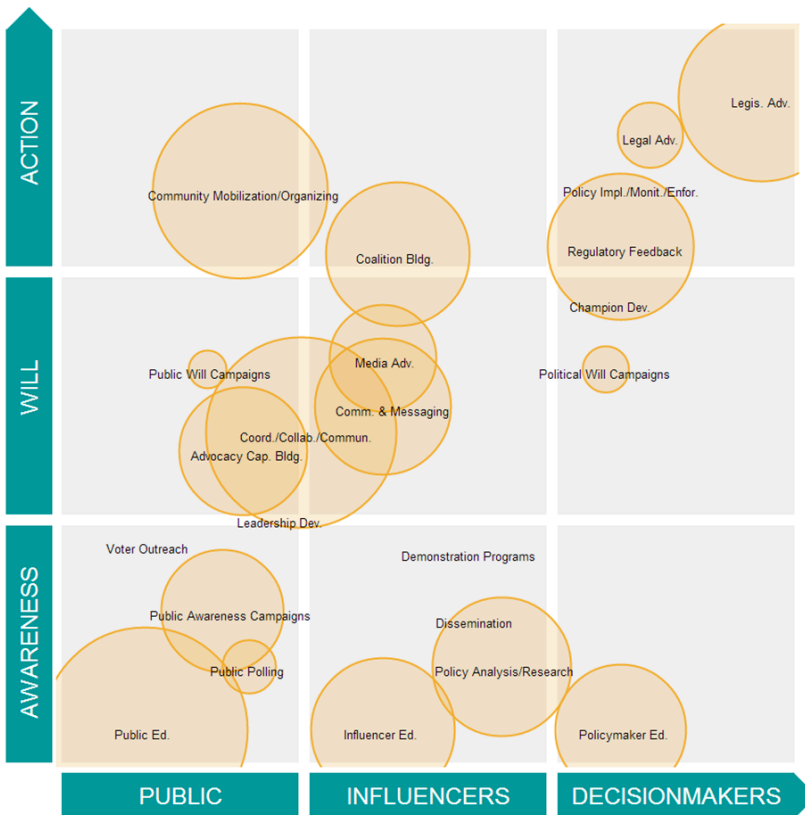 ACTION
Legis. Adv.
Legal Adv.
Community Mobilization/Organizing
Policy Impl./Monit./Enfor.
Coalition Bldg.
Regulatory Feedback
Champion Dev.
WILL
Public Will Campaigns
Media Adv.
Political Will Campaigns
Comm. & Messaging
Coord./Collab./Commun.
Advocacy Cap. Bldg.
Leadership Dev.
AWARENESS
Voter Outreach
Demonstration Programs
Public Awareness Campaigns
Dissemination
Public Polling
Policy Analysis/Research
Public Ed.
Influencer Ed.
Policymaker Ed.
PUBLIC
INFLUENCERS
DECISIONMAKERS